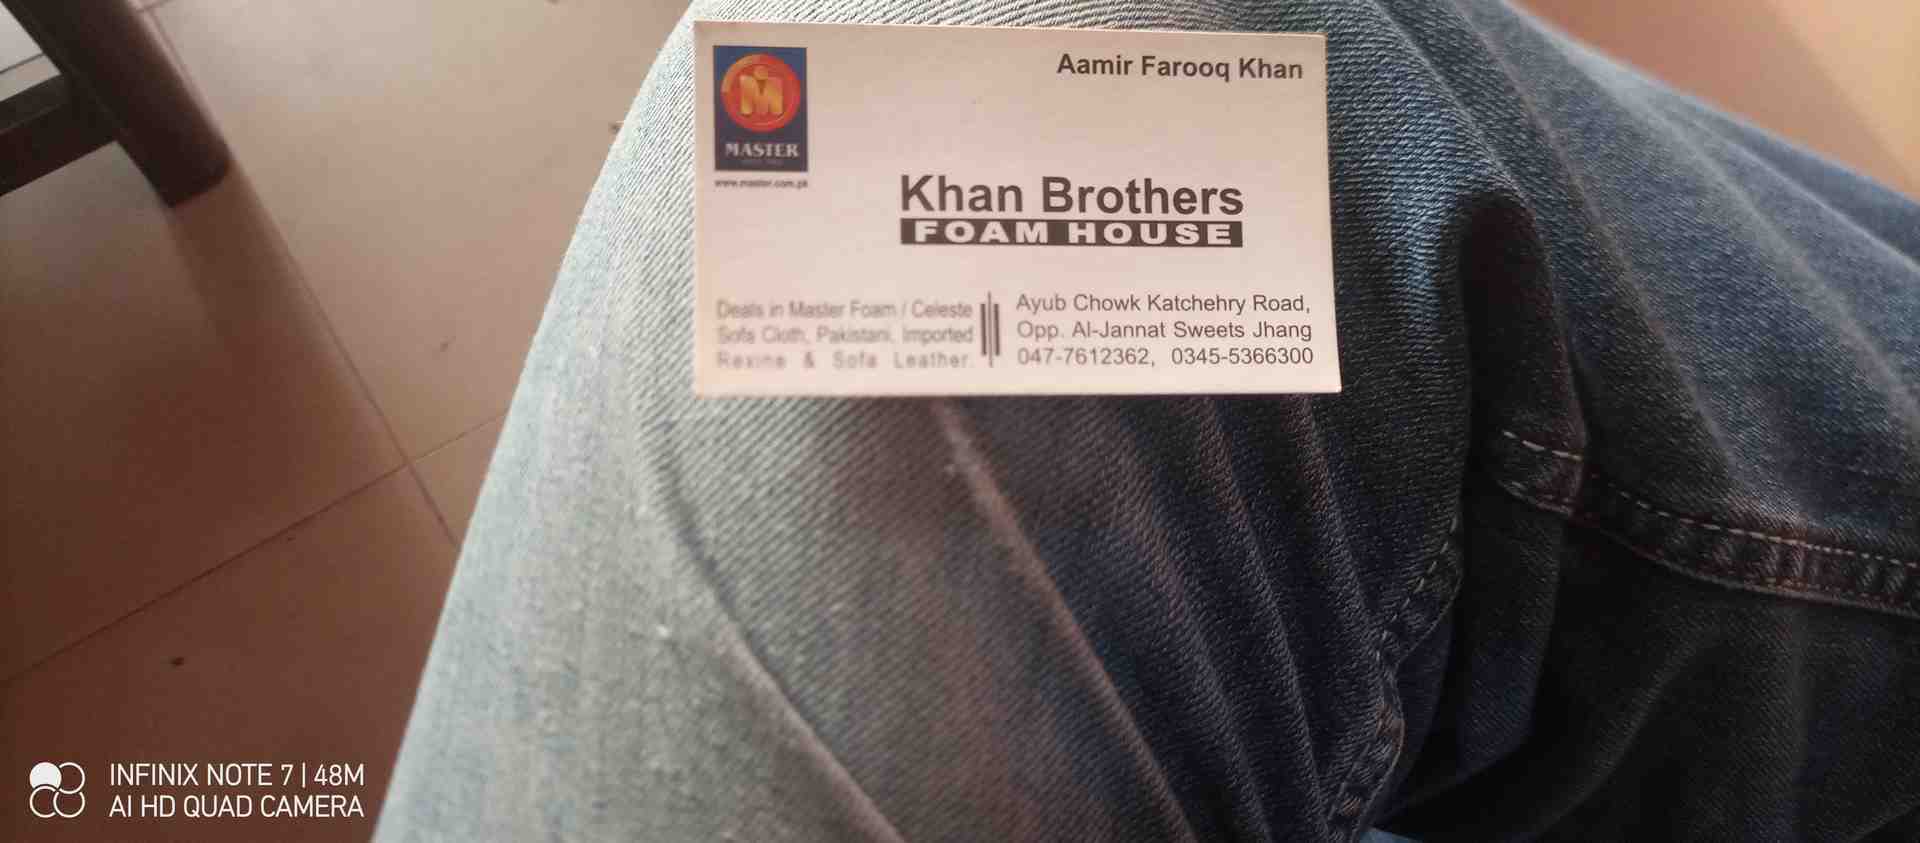 Aamir Farooq Khan
MASTER
www.master.com.pk
Khan Brothers
FOAM HOUSE
Deals in Master Foam / Celeste
Sofa Cloth, Pakistani, Imported
Rexine & Sofa Leather.
Ayub Chowk Katchehry Road,
Opp. Al-Jannat Sweets Jhang
047-7612362, 0345-5366300
INFINIX NOTE 7 | 48M
AI HD QUAD CAMERA